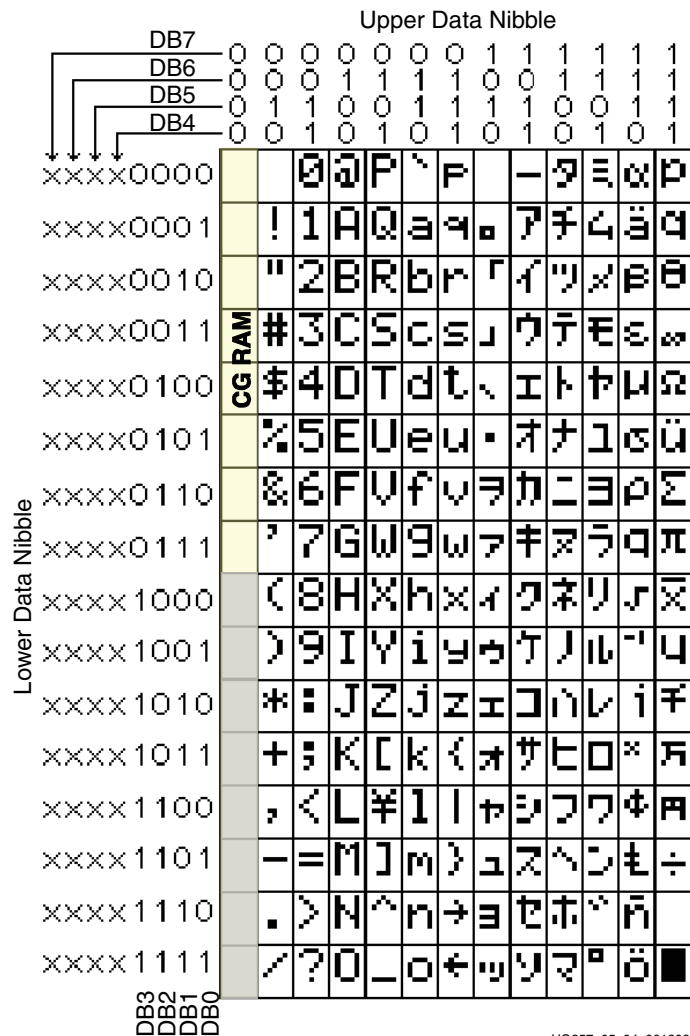 Upper Data Nibble
DB7 0 0 0 0 0 0 0 1 1 1 1 1 1
DB6 0 0 0 1 1 1 1 0 0 1 1 1 1
DB5 0 1 1 0 0 1 1 1 1 0 0 1 1
DB4 0 0 1 0 1 0 1 0 1 0 1 0 1
xxxx0000 0 @ P ` p ー タ ミ α p
xxxx0001 ! 1 A Q a q 。 ア チ ム ä q
xxxx0010 " 2 B R b r 「 イ ツ メ β θ
xxxx0011 # 3 C S c s 」 ウ テ モ ε ∞
xxxx0100 $ 4 D T d t 、 エ ト ヤ μ Ω
xxxx0101 % 5 E U e u ・ オ ナ ユ σ ü
xxxx0110 & 6 F V f v ヲ カ ニ ヨ ρ Σ
xxxx0111 ' 7 G W g w ァ キ ヌ ラ q π
xxxx1000 ( 8 H X h x ィ ク ネ リ √ x̄
xxxx1001 ) 9 I Y i y ゥ ケ ノ ル ⁻¹ y
xxxx1010 * : J Z j z ェ コ ハ レ j 千
xxxx1011 + ; K [ k { ォ サ ヒ ロ ˣ 万
xxxx1100 , < L ¥ l | ャ シ フ ワ ¢ 円
xxxx1101 - = M ] m } ュ ス ヘ ン ₤ ÷
xxxx1110 . > N ^ n → ョ セ ホ ゛ ñ
xxxx1111 / ? O _ o ← ッ ソ マ ゜ ö █
CG RAM
Lower Data Nibble
DB3
DB2
DB1
DB0